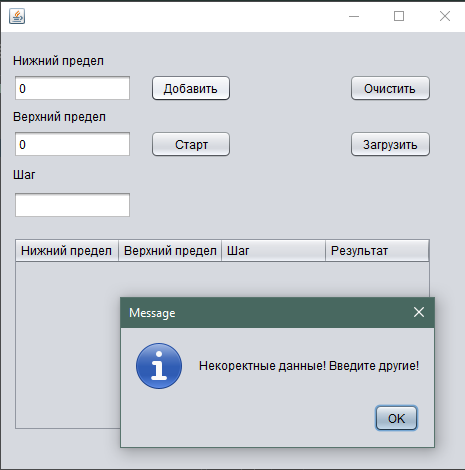 Нижний предел
0
Добавить
Очистить
Верхний предел
0
Старт
Загрузить
Шаг
Нижний предел Верхний предел Шаг Результат
Message
Некоректные данные! Введите другие!
OK